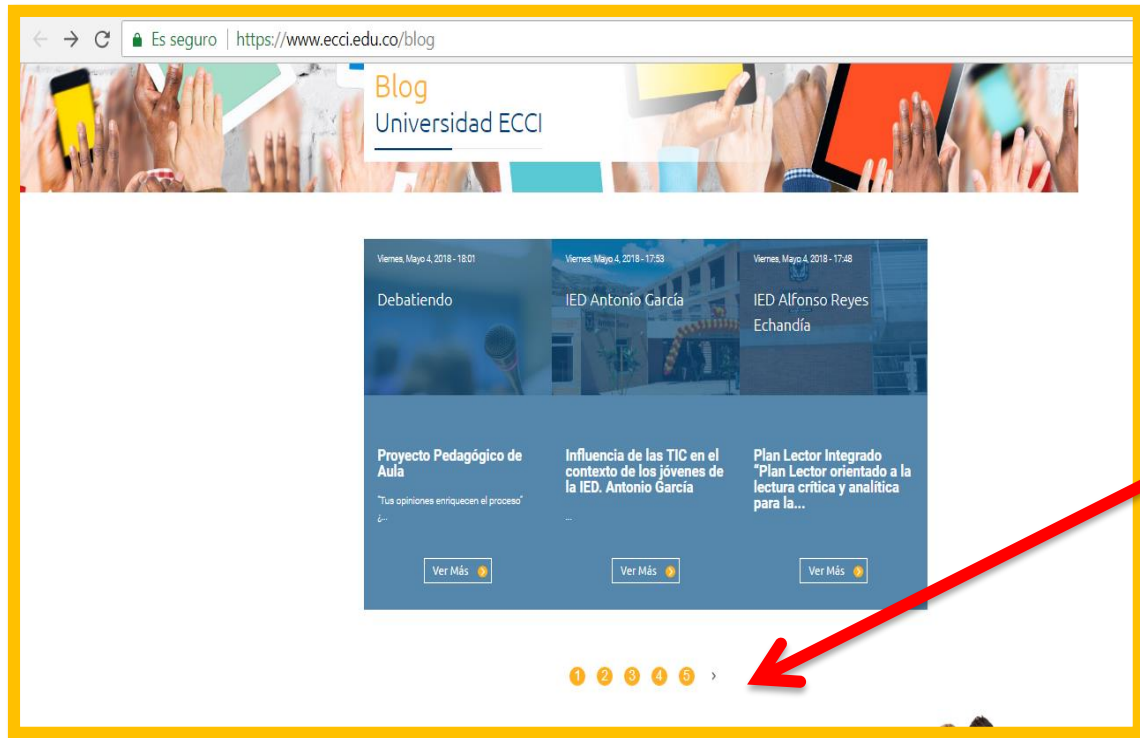 Es seguro | https://www.ecci.edu.co/blog
Blog
Universidad ECCI
Viernes, Mayo 4, 2018 - 18:01
Debatiendo
Proyecto Pedagógico de
Aula
"Tus opiniones enriquecen el proceso"
¿...
Ver Más
Viernes, Mayo 4, 2018 - 17:53
IED Antonio García
Influencia de las TIC en el
contexto de los jóvenes de
la IED. Antonio García
...
Ver Más
Viernes, Mayo 4, 2018 - 17:48
IED Alfonso Reyes
Echandía
Plan Lector Integrado
"Plan Lector orientado a la
lectura crítica y analítica
para la...
Ver Más
1 2 3 4 5 ›